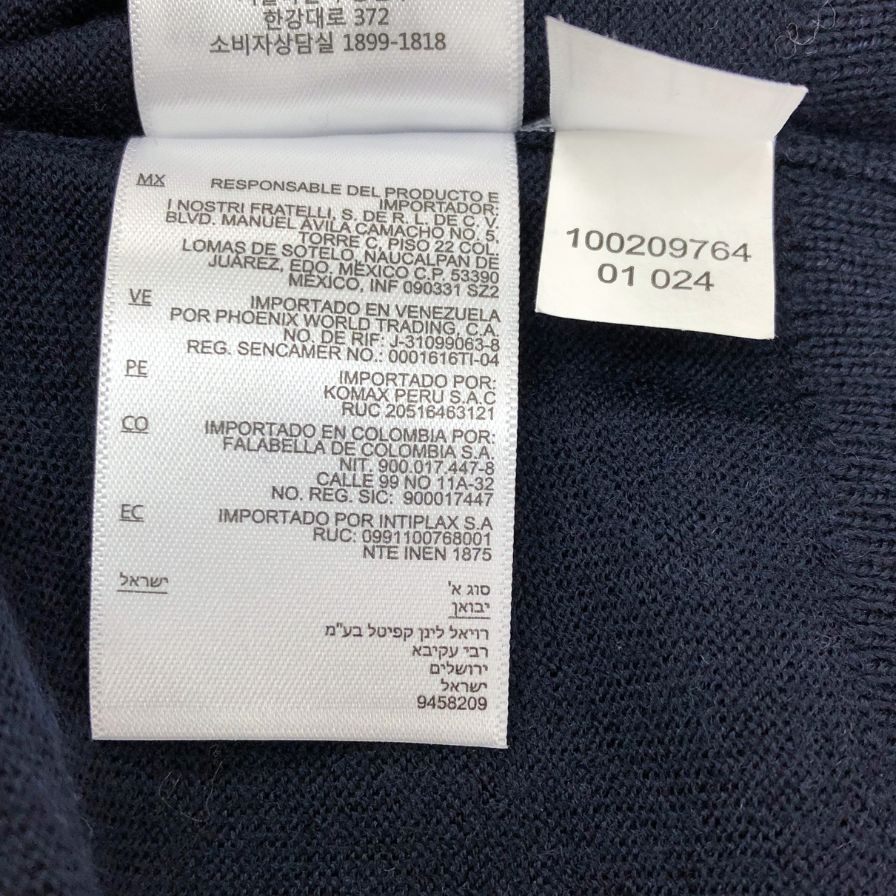 한강대로 372
소비자상담실 1899-1818
MX RESPONSABLE DEL PRODUCTO E
IMPORTADOR:
I NOSTRI FRATELLI, S. DE R. L. DE C. V.
BLVD. MANUEL AVILA CAMACHO NO. 5,
TORRE C, PISO 22 COL.
LOMAS DE SOTELO, NAUCALPAN DE
JUÁREZ, EDO. MÉXICO C.P. 53390
MÉXICO, INF 090331 SZ2
VE IMPORTADO EN VENEZUELA
POR PHOENIX WORLD TRADING, C.A.
NO. DE RIF: J-31099063-8
REG. SENCAMER NO.: 0001616TI-04
PE IMPORTADO POR:
KOMAX PERU S.A.C
RUC 20516463121
CO IMPORTADO EN COLOMBIA POR:
FALABELLA DE COLOMBIA S.A.
NIT. 900.017.447-8
CALLE 99 NO 11A-32
NO. REG. SIC: 900017447
EC IMPORTADO POR INTIPLAX S.A
RUC: 0991100768001
NTE INEN 1875
ישראל
סוג א'
יבואן
רויאל לינן קפיטל בע"מ
רבי עקיבא
ירושלים
ישראל
9458209
100209764
01 024